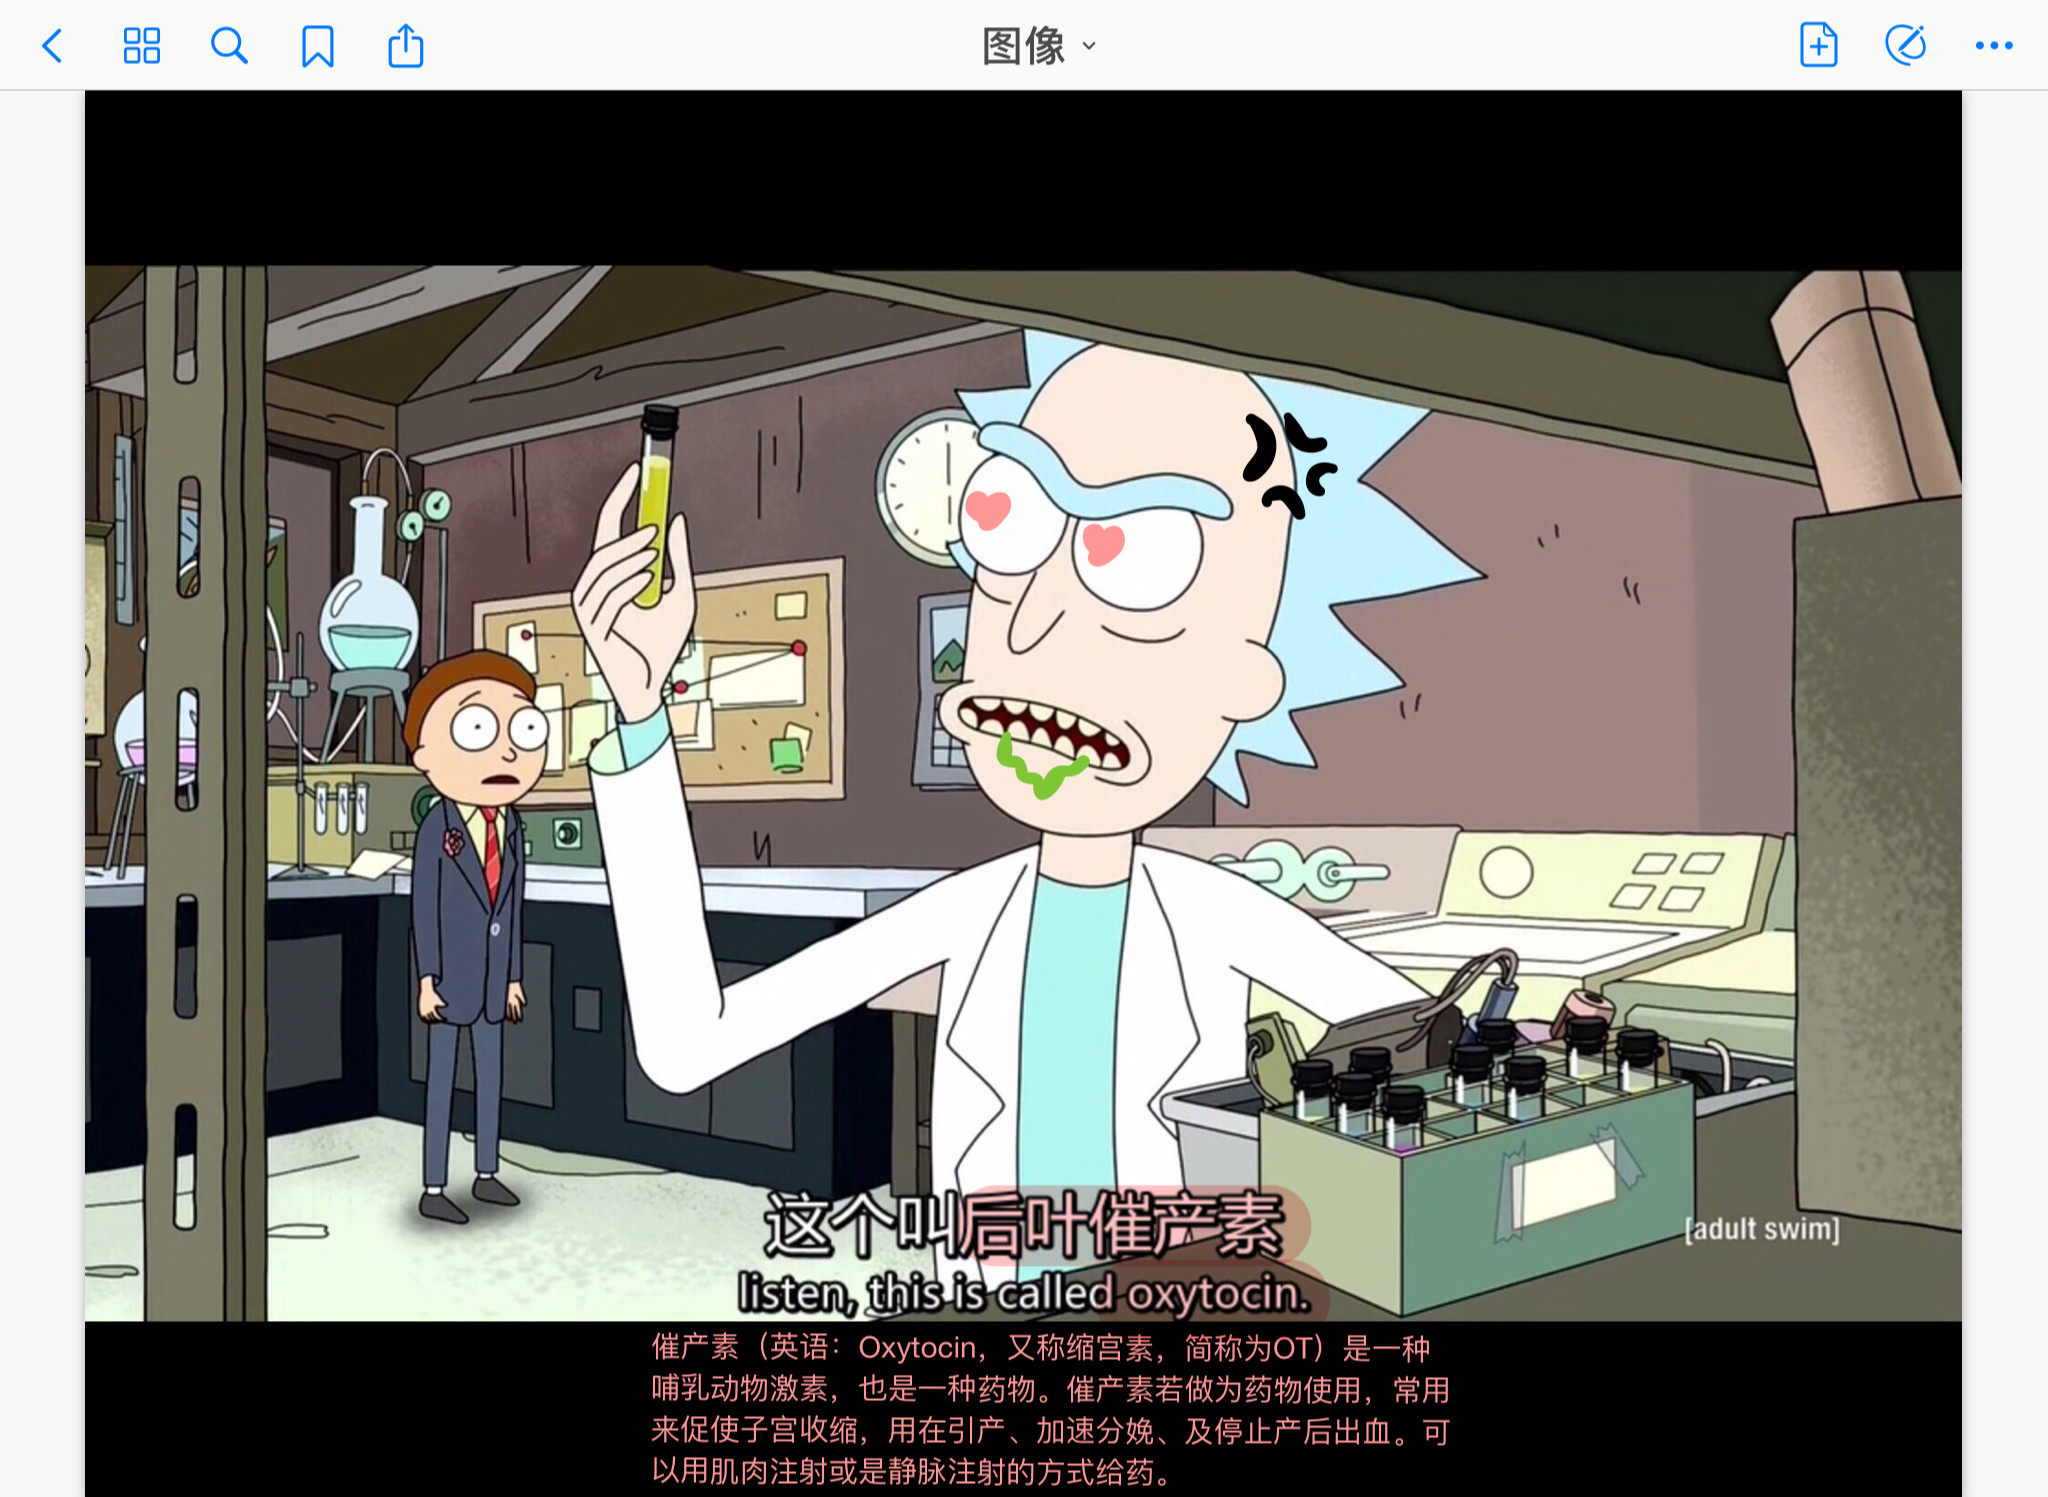 图像
这个叫后叶催产素
listen, this is called oxytocin.
[adult swim]
催产素（英语：Oxytocin，又称缩宫素，简称为OT）是一种
哺乳动物激素，也是一种药物。催产素若做为药物使用，常用
来促使子宫收缩，用在引产、加速分娩、及停止产后出血。可
以用肌肉注射或是静脉注射的方式给药。